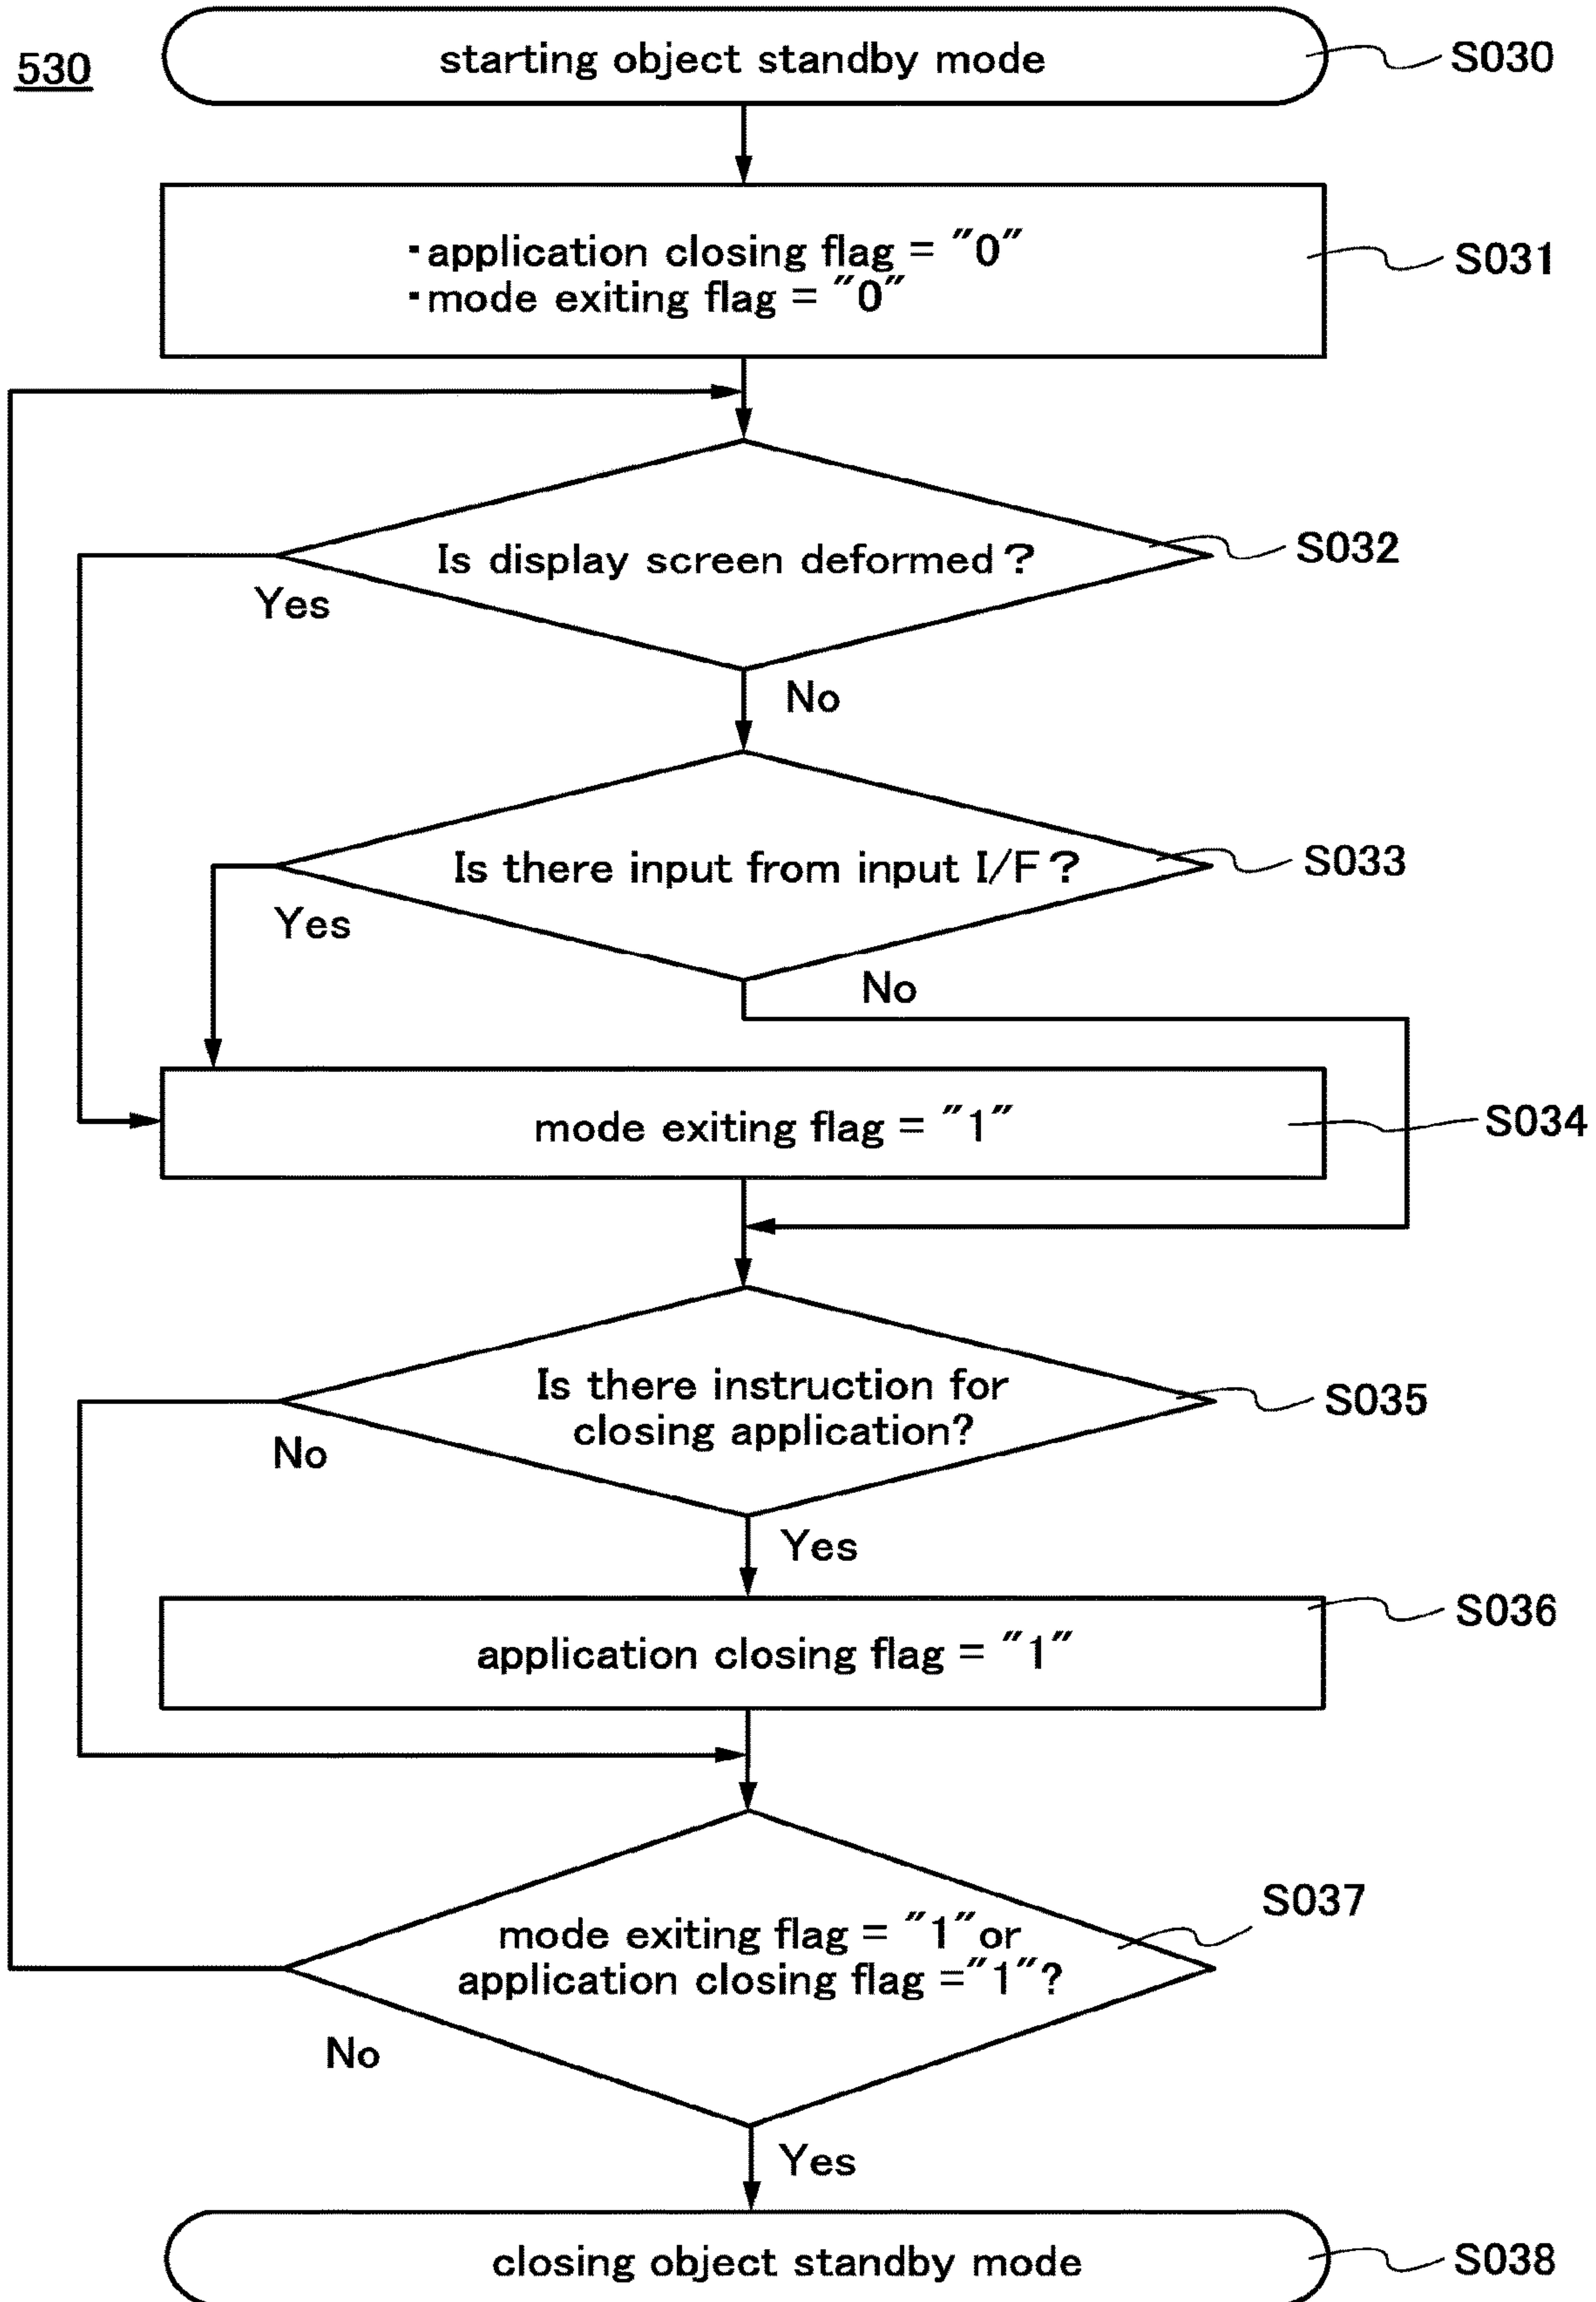 530
starting object standby mode
S030
・application closing flag = "0"
・mode exiting flag = "0"
S031
Is display screen deformed?
S032
Yes
No
Is there input from input I/F?
S033
Yes
No
mode exiting flag = "1"
S034
Is there instruction for
closing application?
S035
No
Yes
S036
application closing flag = "1"
S037
mode exiting flag = "1" or
application closing flag ="1"?
No
Yes
closing object standby mode
S038